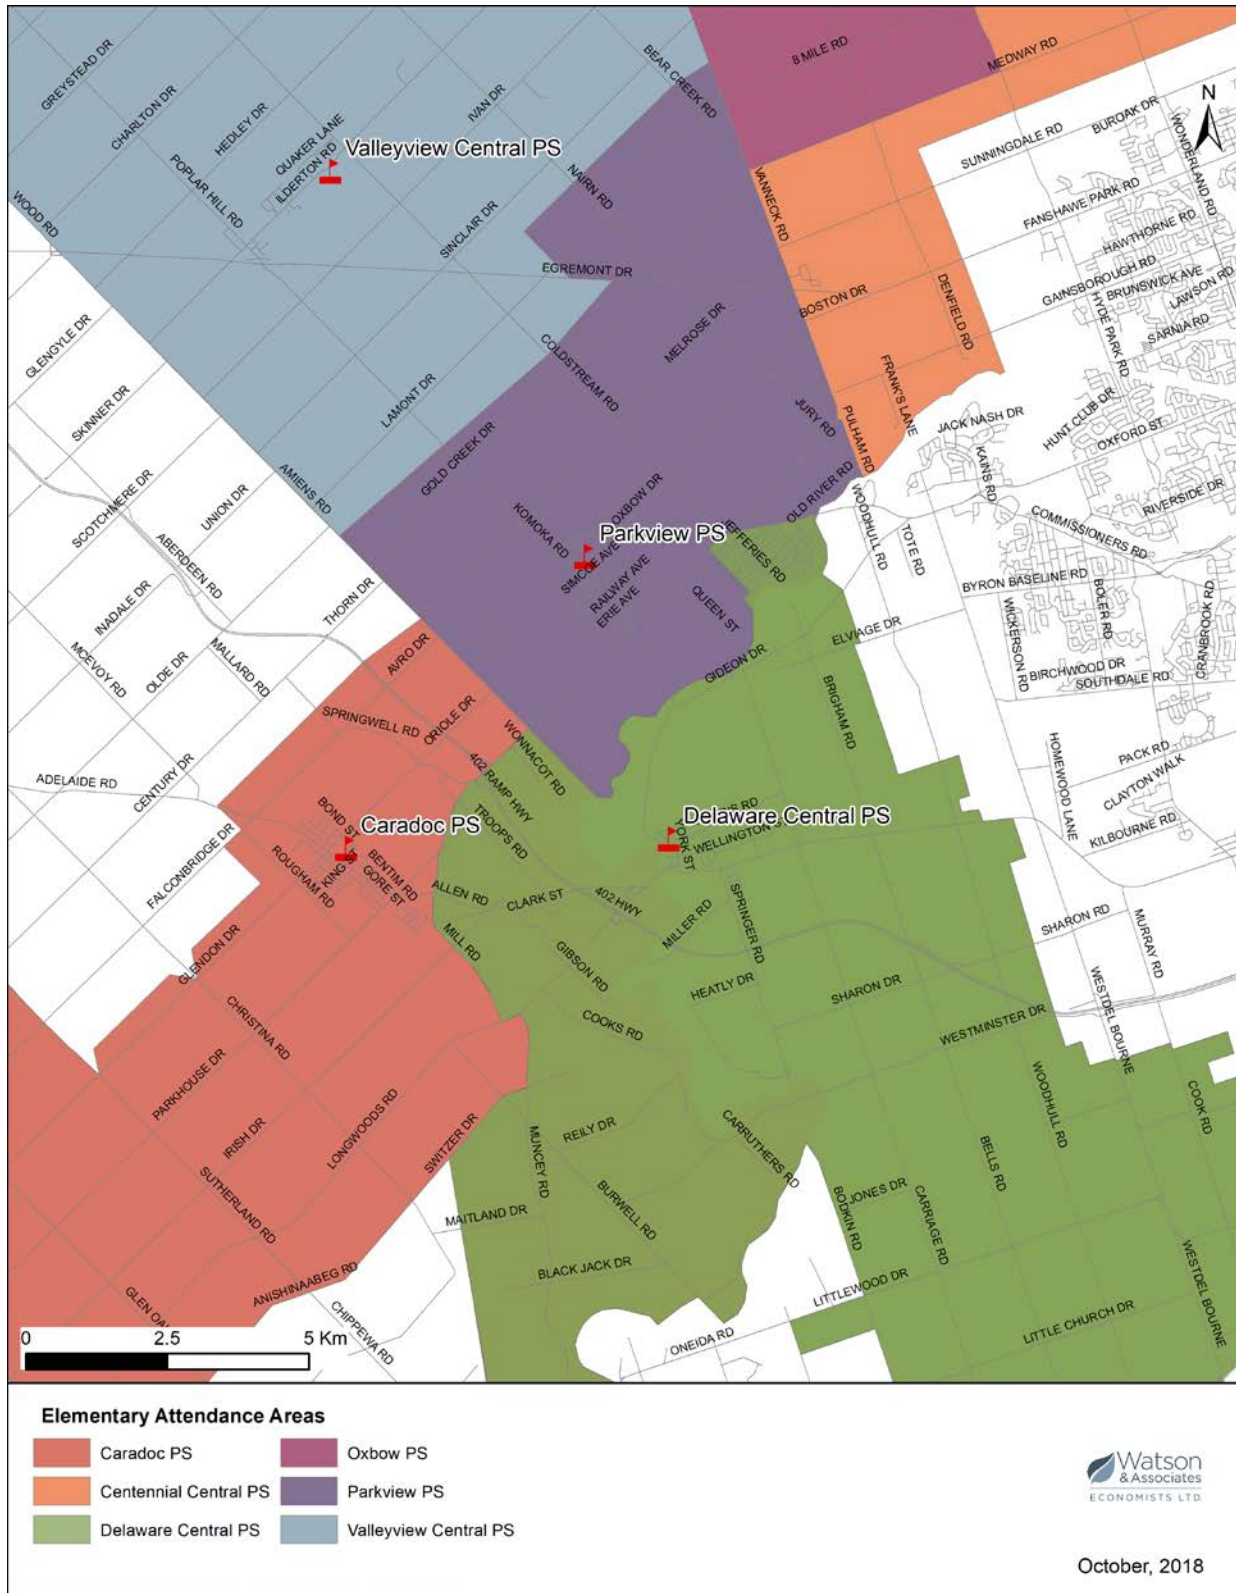 8 MILE RD
MEDWAY RD
GREYSTEAD DR
BEAR CREEK RD
N
CHARLTON DR
IVAN DR
BUROAK DR
HEDLEY DR
QUAKER LANE
SUNNINGDALE RD
WONDERLAND RD
Valleyview Central PS
ILDERTON RD
POPLAR HILL RD
NAIRN RD
VANNECK RD
FANSHAWE PARK RD
WOOD RD
SINCLAIR DR
HAWTHORNE RD
EGREMONT DR
GAINSBOROUGH RD
BRUNSWICK AVE
LAWSON RD
BOSTON DR
DENFIELD RD
HYDE PARK RD
SARNIA RD
GLENGYLE DR
MELROSE DR
COLDSTREAM RD
FRANK'S LANE
SKINNER DR
LAMONT DR
JURY RD
PULHAM RD
JACK NASH DR
HUNT CLUB DR
OXFORD ST
GOLD CREEK DR
KAINS RD
AMIENS RD
SCOTCHMERE DR
UNION DR
OXBOW DR
OLD RIVER RD
WOODHULL RD
RIVERSIDE DR
KOMOKA RD
Parkview PS
JEFFERIES RD
TOTE RD
COMMISSIONERS RD
ABERDEEN RD
SIMCOE AVE
RAILWAY AVE
ERIE AVE
BYRON BASELINE RD
INADALE DR
THORN DR
QUEEN ST
WICKERSON RD
BOLER RD
CRANBROOK RD
MCEVOY RD
OLDE DR
MALLARD RD
AVRO DR
ELVIAGE DR
GIDEON DR
BIRCHWOOD DR
SOUTHDALE RD
SPRINGWELL RD
ORIOLE DR
WONNACOT RD
BRIGHAM RD
ADELAIDE RD
CENTURY DR
402 RAMP HWY
HOMEWOOD LANE
PACK RD
CLAYTON WALK
BOND ST
Caradoc PS
TROOPS RD
Delaware Central PS
YORK ST
WELLINGTON S
KILBOURNE RD
FALCONBRIDGE DR
ROUGHAM RD
KING ST
GORE ST
BENTIM RD
ALLEN RD
CLARK ST
402 HWY
MILLER RD
SPRINGER RD
SHARON RD
MURRAY RD
GLENDON DR
MILL RD
GIBSON RD
HEATLY DR
SHARON DR
WESTDEL BOURNE
CHRISTINA RD
COOKS RD
WESTMINSTER DR
PARKHOUSE DR
LONGWOODS RD
WOODHULL RD
COOK RD
IRISH DR
SWITZER DR
MUNCEY RD
REILY DR
CARRUTHERS RD
BELLS RD
SUTHERLAND RD
BURWELL RD
JONES DR
BODKIN RD
CARRIAGE RD
MAITLAND DR
BLACK JACK DR
WESTDEL BOURNE
ANISHINAABEG RD
LITTLEWOOD DR
GLEN OA
CHIPPEWA RD
ONEIDA RD
LITTLE CHURCH DR
0 2.5 5 Km
Elementary Attendance Areas
Caradoc PS
Oxbow PS
Centennial Central PS
Parkview PS
Delaware Central PS
Valleyview Central PS
Watson
& Associates
ECONOMISTS LTD.
October, 2018